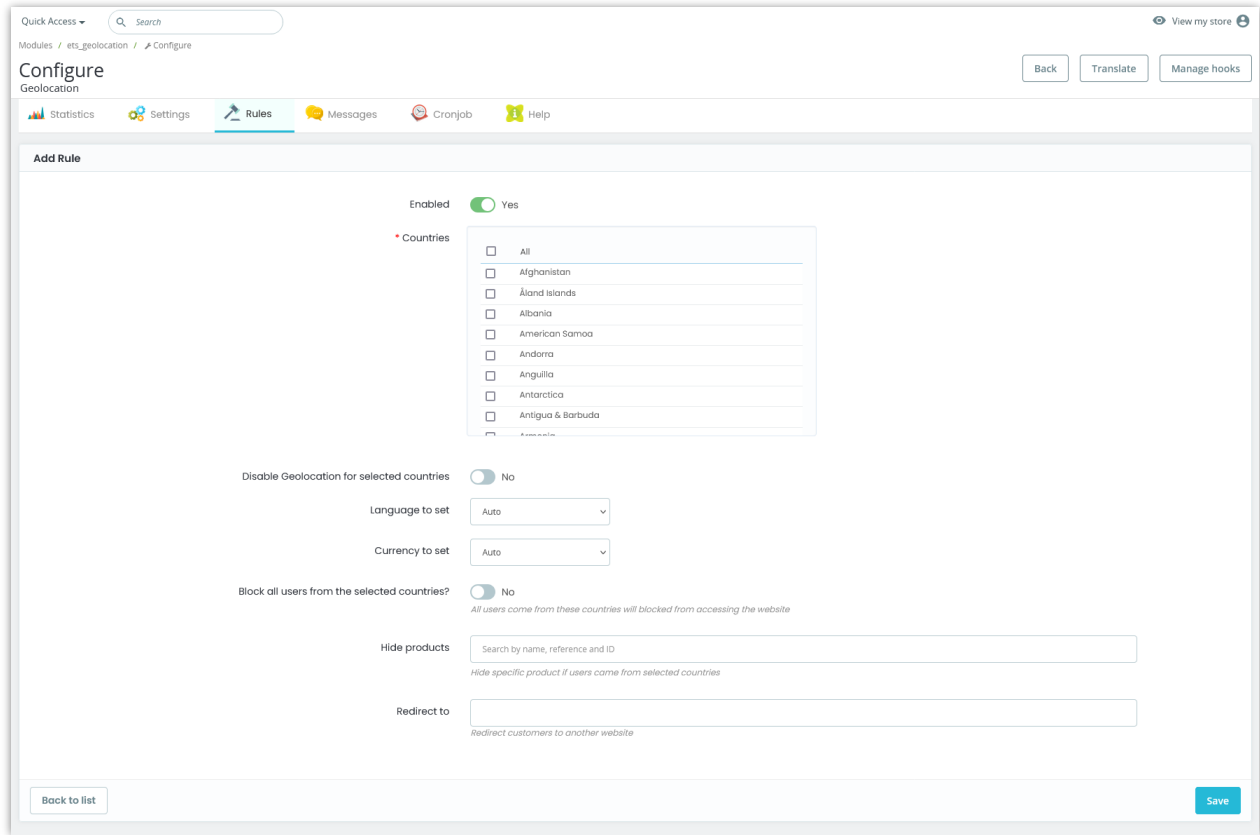 Quick Access
Search
View my store
Modules / ets_geolocation / Configure
Configure
Geolocation
Back
Translate
Manage hooks
Statistics
Settings
Rules
Messages
Cronjob
Help
Add Rule
Enabled
Yes
* Countries
All
Afghanistan
Åland Islands
Albania
American Samoa
Andorra
Anguilla
Antarctica
Antigua & Barbuda
Armenia
Disable Geolocation for selected countries
No
Language to set
Auto
Currency to set
Auto
Block all users from the selected countries?
No
All users come from these countries will blocked from accessing the website
Hide products
Search by name, reference and ID
Hide specific product if users came from selected countries
Redirect to
Redirect customers to another website
Back to list
Save